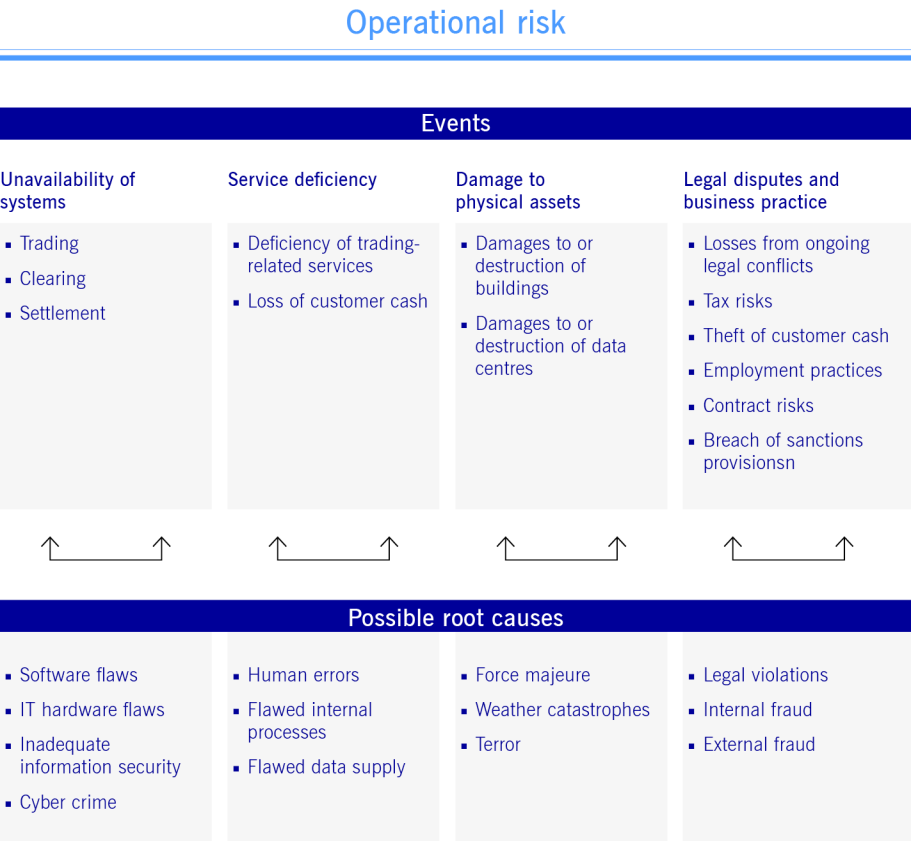 Operational risk
Events
Unavailability of
systems
▪ Trading
▪ Clearing
▪ Settlement
Service deficiency
▪ Deficiency of trading-
related services
▪ Loss of customer cash
Damage to
physical assets
▪ Damages to or
destruction of
buildings
▪ Damages to or
destruction of data
centres
Legal disputes and
business practice
▪ Losses from ongoing
legal conflicts
▪ Tax risks
▪ Theft of customer cash
▪ Employment practices
▪ Contract risks
▪ Breach of sanctions
provisionsn
Possible root causes
▪ Software flaws
▪ IT hardware flaws
▪ Inadequate
information security
▪ Cyber crime
▪ Human errors
▪ Flawed internal
processes
▪ Flawed data supply
▪ Force majeure
▪ Weather catastrophes
▪ Terror
▪ Legal violations
▪ Internal fraud
▪ External fraud